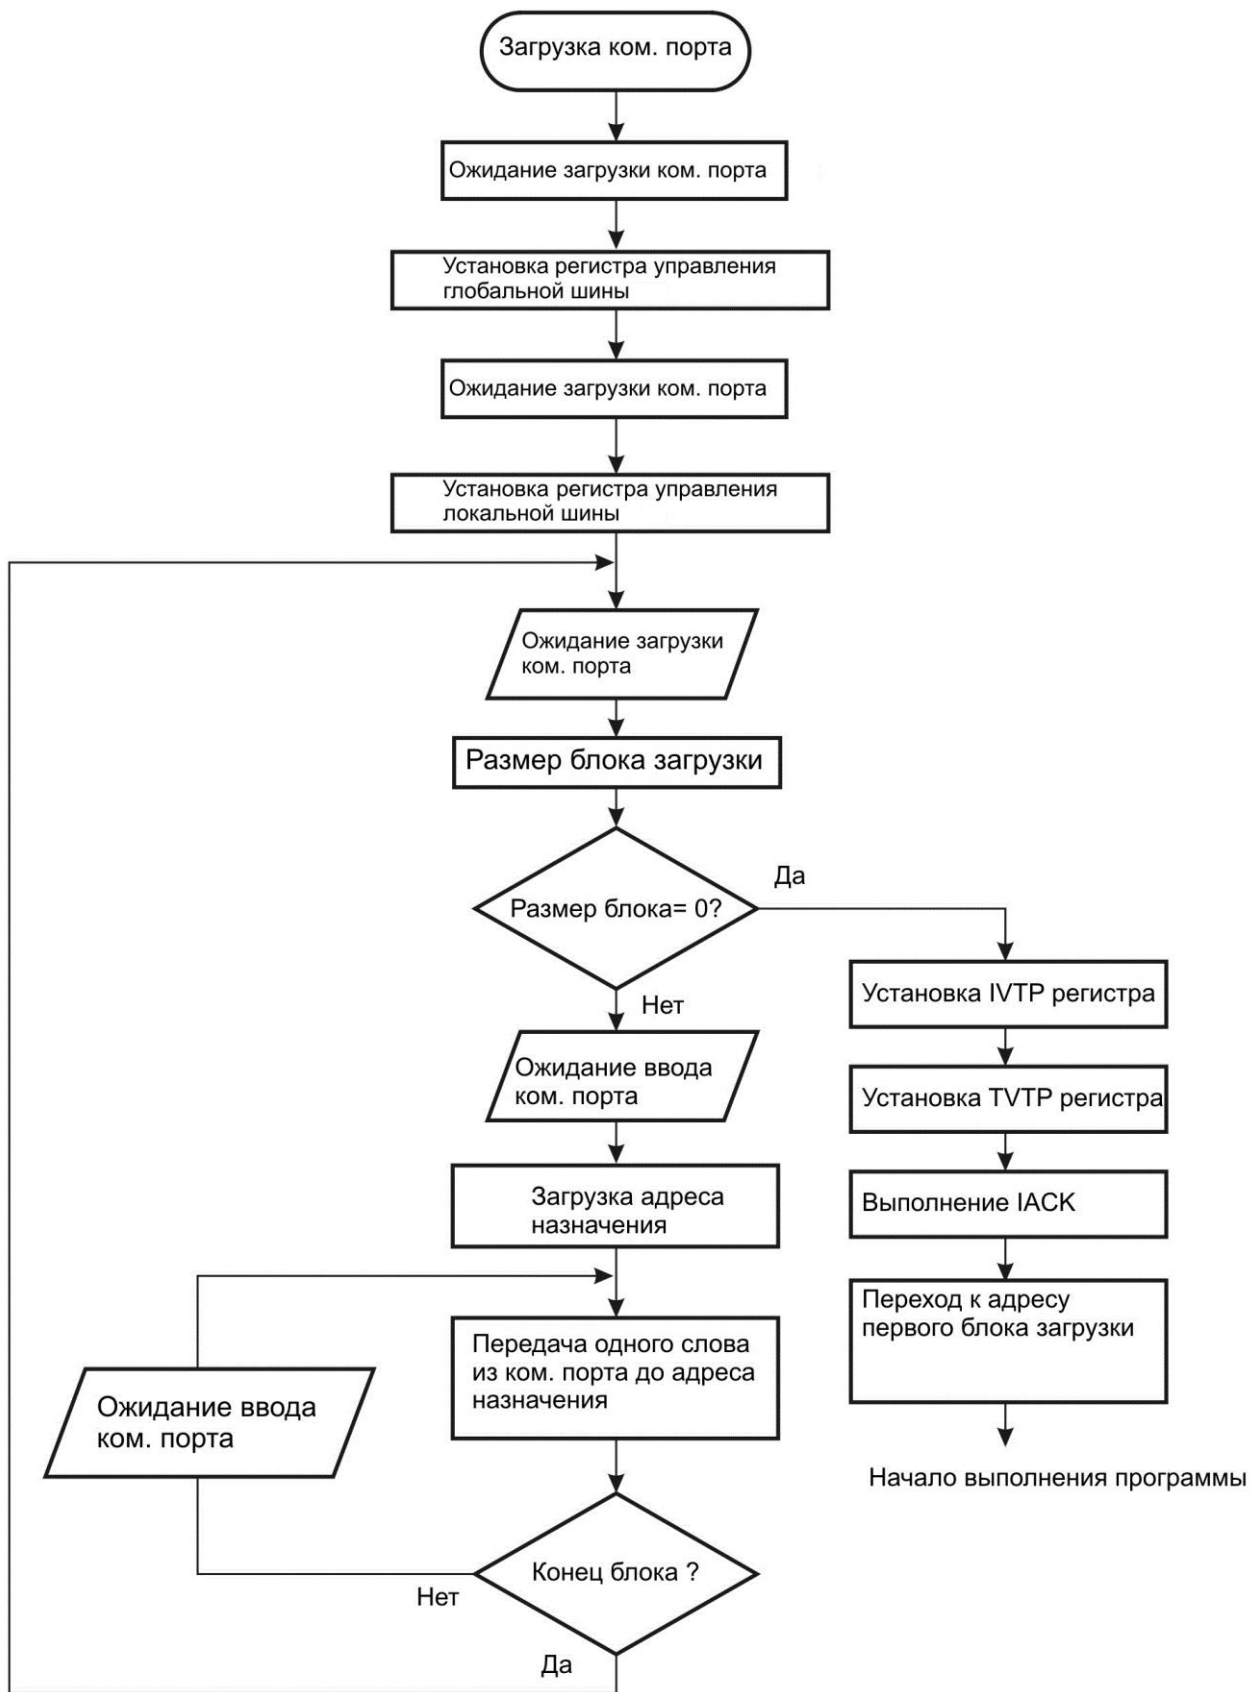 Загрузка ком. порта
Ожидание загрузки ком. порта
Установка регистра управления
глобальной шины
Ожидание загрузки ком. порта
Установка регистра управления
локальной шины
Ожидание загрузки
ком. порта
Размер блока загрузки
Размер блока= 0?
Да
Нет
Установка IVTP регистра
Установка TVTP регистра
Выполнение IACK
Переход к адресу
первого блока загрузки
Начало выполнения программы
Ожидание ввода
ком. порта
Загрузка адреса
назначения
Передача одного слова
из ком. порта до адреса
назначения
Ожидание ввода
ком. порта
Конец блока ?
Нет
Да